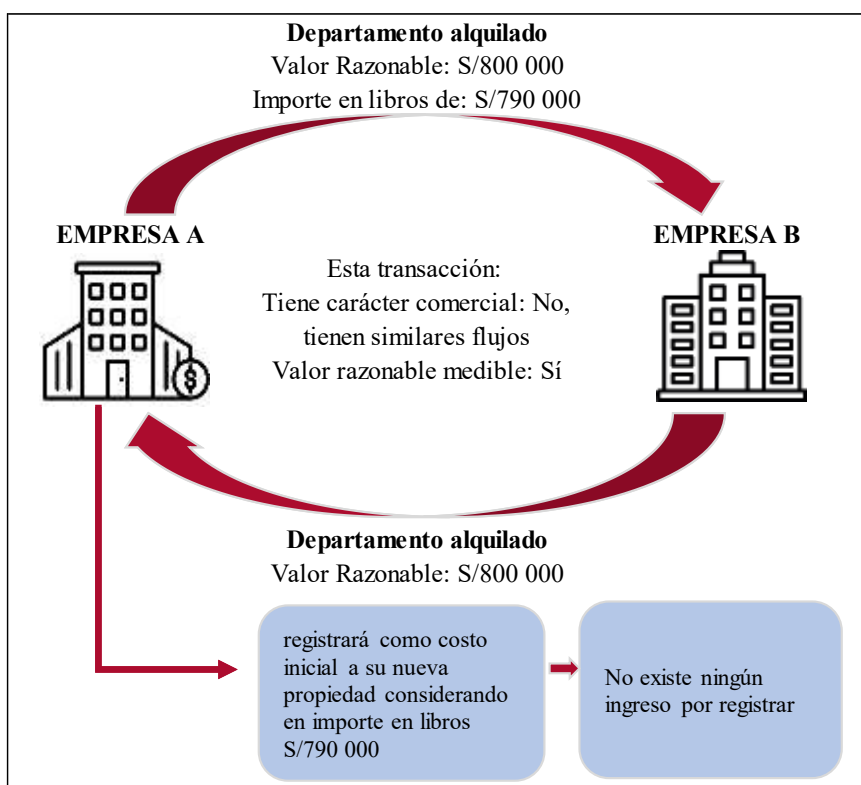 Departamento alquilado
Valor Razonable: S/800 000
Importe en libros de: S/790 000
EMPRESA A
EMPRESA B
Esta transacción:
Tiene carácter comercial: No,
tienen similares flujos
Valor razonable medible: Sí
$
Departamento alquilado
Valor Razonable: S/800 000
registrará como costo
inicial a su nueva
propiedad considerando
en importe en libros
S/790 000
No existe ningún
ingreso por registrar